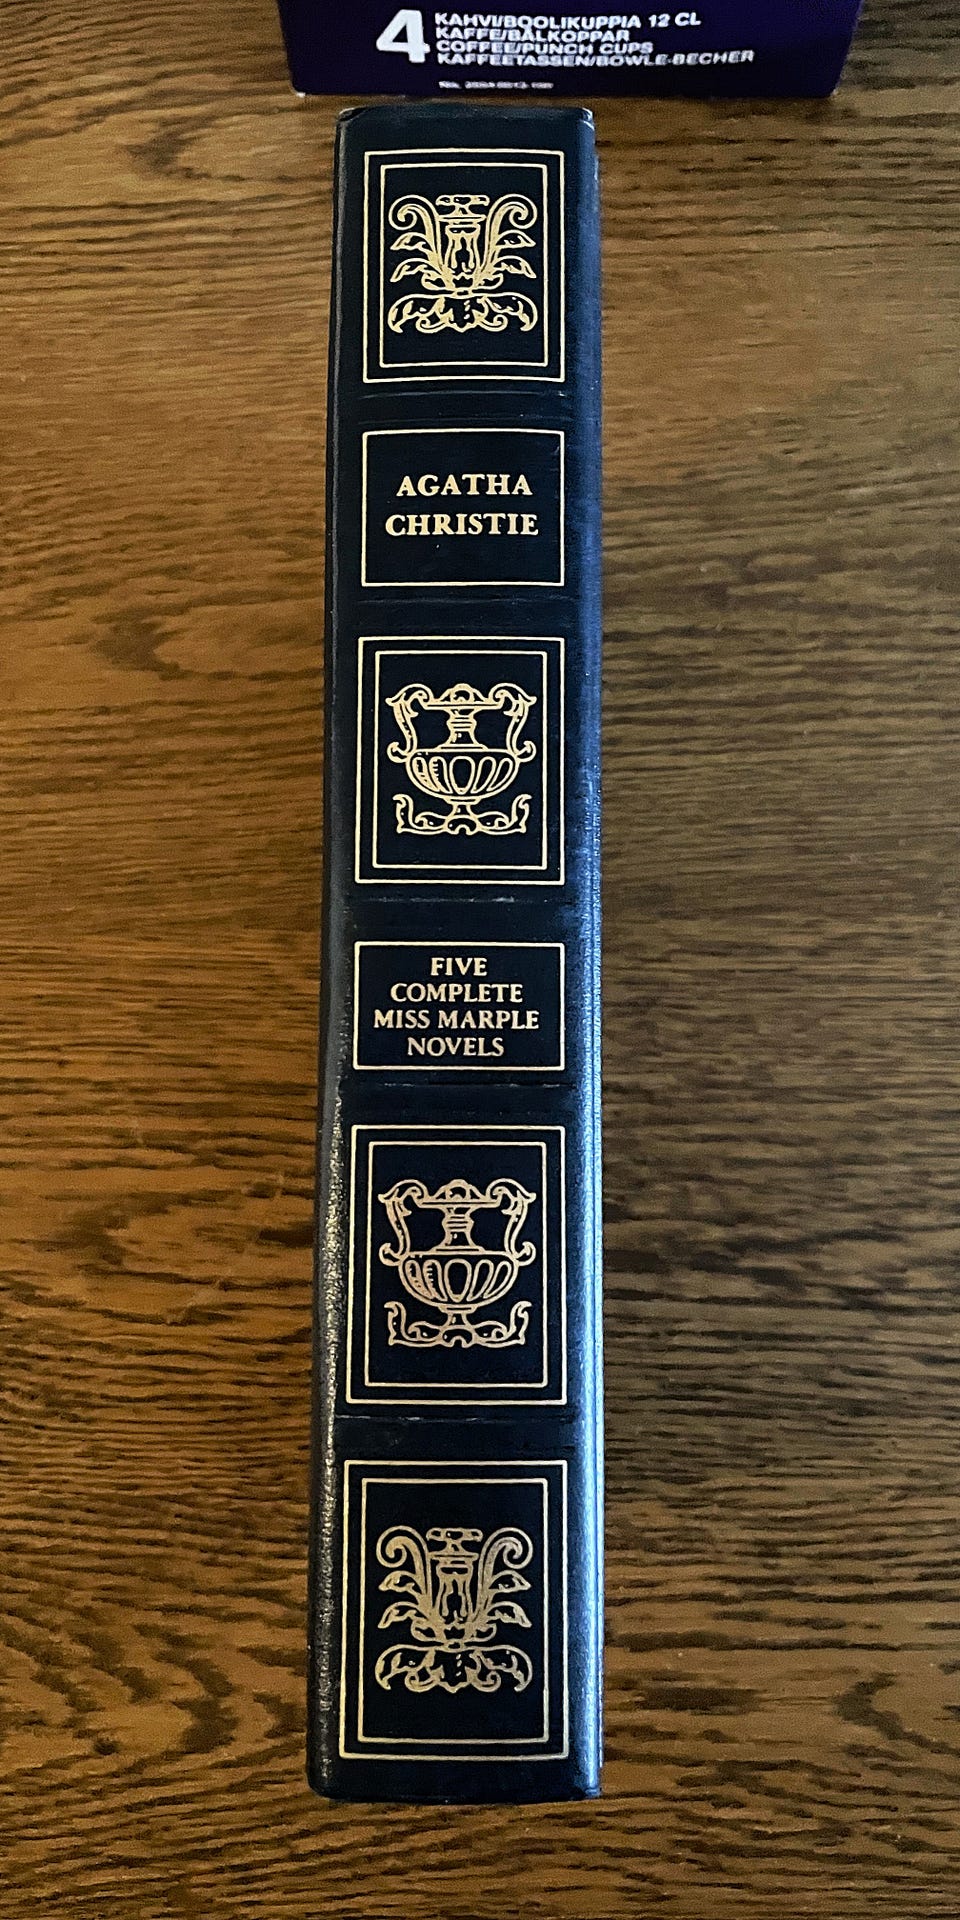 4 KAHVI/BOOLIKUPPIA 12 CL
KAFFE/BÅLKOPPAR
COFFEE/PUNCH CUPS
KAFFEETASSEN/BOWLE-BECHER
AGATHA
CHRISTIE
FIVE
COMPLETE
MISS MARPLE
NOVELS